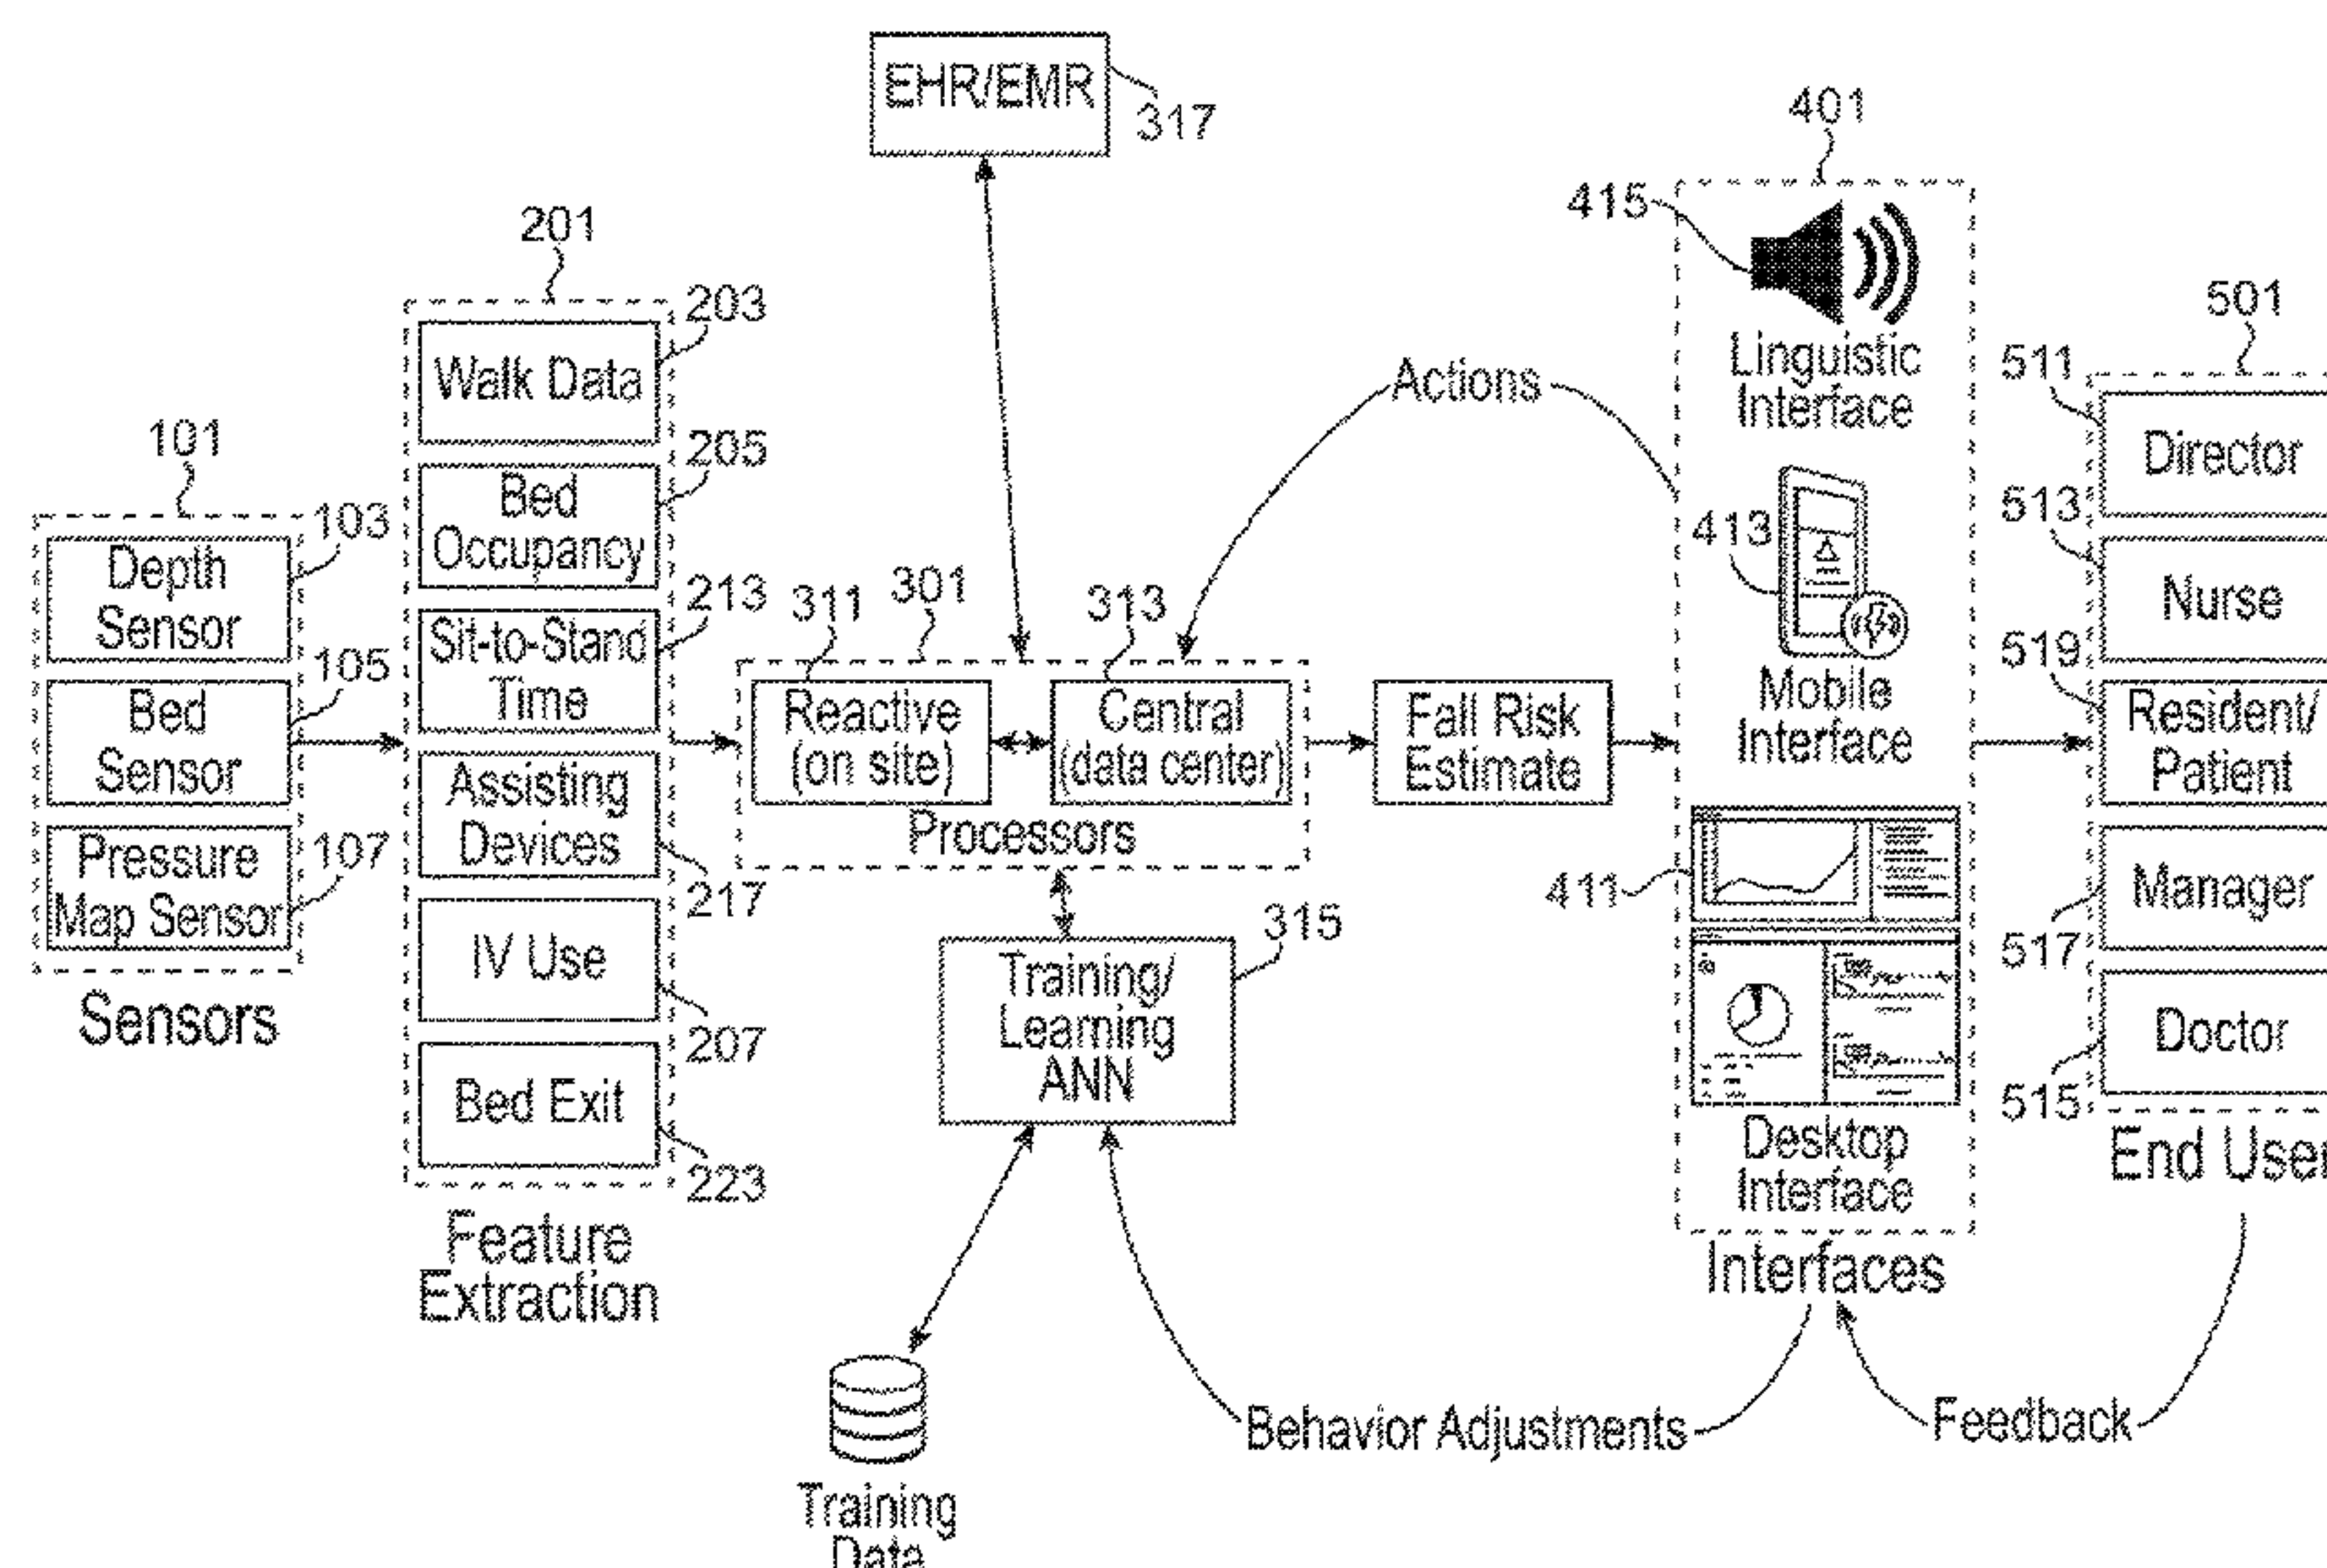 EHR/EMR
317
401
415
Linguistic
Interface
413
Mobile
Interface
411
Desktop
Interface
Interfaces
201
203
Walk Data
205
Bed
Occupancy
213
Sit-to-Stand
Time
Assisting
Devices
217
IV Use
207
Bed Exit
223
Feature
Extraction
101
103
Depth
Sensor
105
Bed
Sensor
Pressure
Map Sensor
107
Sensors
311
301
313
Reactive
(on site)
Central
(data center)
Processors
Fall Risk
Estimate
Actions
315
Training/
Learning
ANN
Training
Data
Behavior Adjustments
Feedback
501
511
Director
513
Nurse
519
Resident/
Patient
Manager
517
Doctor
515
End User